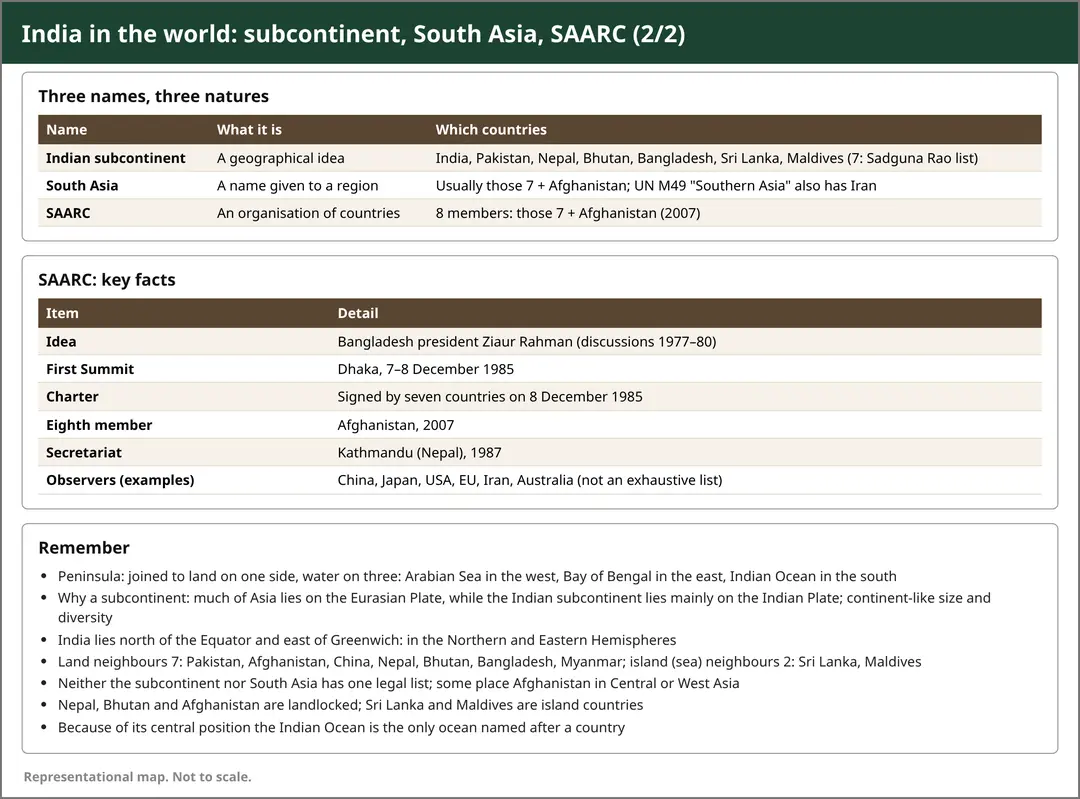 India in the world: subcontinent, South Asia, SAARC (2/2)
Three names, three natures
Name What it is Which countries
Indian subcontinent A geographical idea India, Pakistan, Nepal, Bhutan, Bangladesh, Sri Lanka, Maldives (7: Sadguna Rao list)
South Asia A name given to a region Usually those 7 + Afghanistan; UN M49 "Southern Asia" also has Iran
SAARC An organisation of countries 8 members: those 7 + Afghanistan (2007)
SAARC: key facts
Item Detail
Idea Bangladesh president Ziaur Rahman (discussions 1977–80)
First Summit Dhaka, 7–8 December 1985
Charter Signed by seven countries on 8 December 1985
Eighth member Afghanistan, 2007
Secretariat Kathmandu (Nepal), 1987
Observers (examples) China, Japan, USA, EU, Iran, Australia (not an exhaustive list)
Remember
• Peninsula: joined to land on one side, water on three: Arabian Sea in the west, Bay of Bengal in the east, Indian Ocean in the south
• Why a subcontinent: much of Asia lies on the Eurasian Plate, while the Indian subcontinent lies mainly on the Indian Plate; continent-like size and
diversity
• India lies north of the Equator and east of Greenwich: in the Northern and Eastern Hemispheres
• Land neighbours 7: Pakistan, Afghanistan, China, Nepal, Bhutan, Bangladesh, Myanmar; island (sea) neighbours 2: Sri Lanka, Maldives
• Neither the subcontinent nor South Asia has one legal list; some place Afghanistan in Central or West Asia
• Nepal, Bhutan and Afghanistan are landlocked; Sri Lanka and Maldives are island countries
• Because of its central position the Indian Ocean is the only ocean named after a country
Representational map. Not to scale.